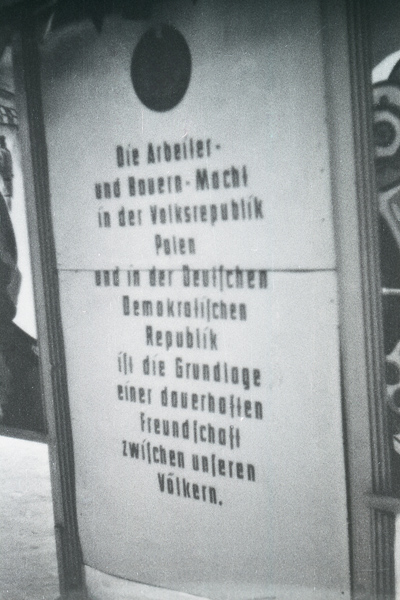 Die Arbeiter-
und Bauern-Macht
in der Volksrepublik
Polen
und in der Deutſchen
Demokratiſchen
Republik
iſt die Grundlage
einer dauerhaften
Freundſchaft
zwiſchen unſeren
Völkern.